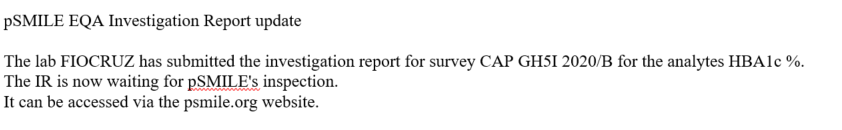 pSMILE EQA Investigation Report update
The lab FIOCRUZ has submitted the investigation report for survey CAP GH5I 2020/B for the analytes HBA1c %.
The IR is now waiting for pSMILE's inspection.
It can be accessed via the psmile.org website.